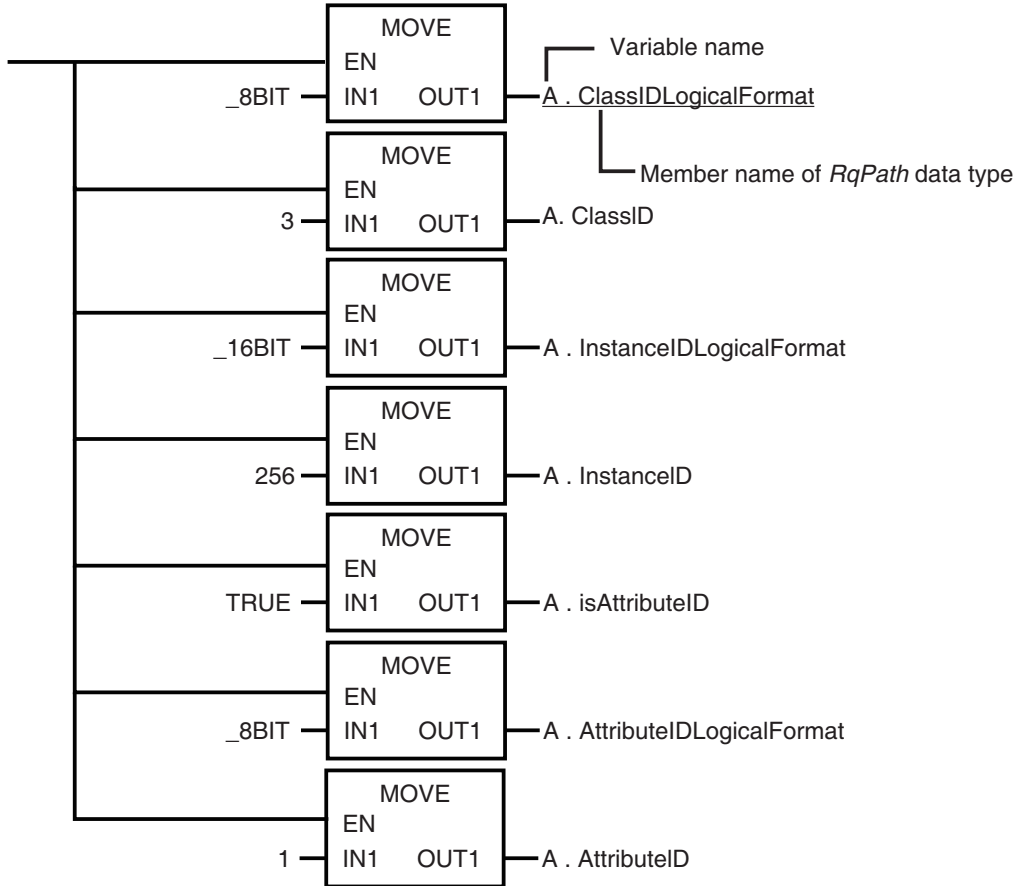 MOVE
EN
_8BIT IN1 OUT1 A . ClassIDLogicalFormat
Variable name
Member name of RqPath data type
MOVE
EN
3 IN1 OUT1 A. ClassID
MOVE
EN
_16BIT IN1 OUT1 A . InstanceIDLogicalFormat
MOVE
EN
256 IN1 OUT1 A . InstanceID
MOVE
EN
TRUE IN1 OUT1 A . isAttributeID
MOVE
EN
_8BIT IN1 OUT1 A . AttributeIDLogicalFormat
MOVE
EN
1 IN1 OUT1 A . AttributeID